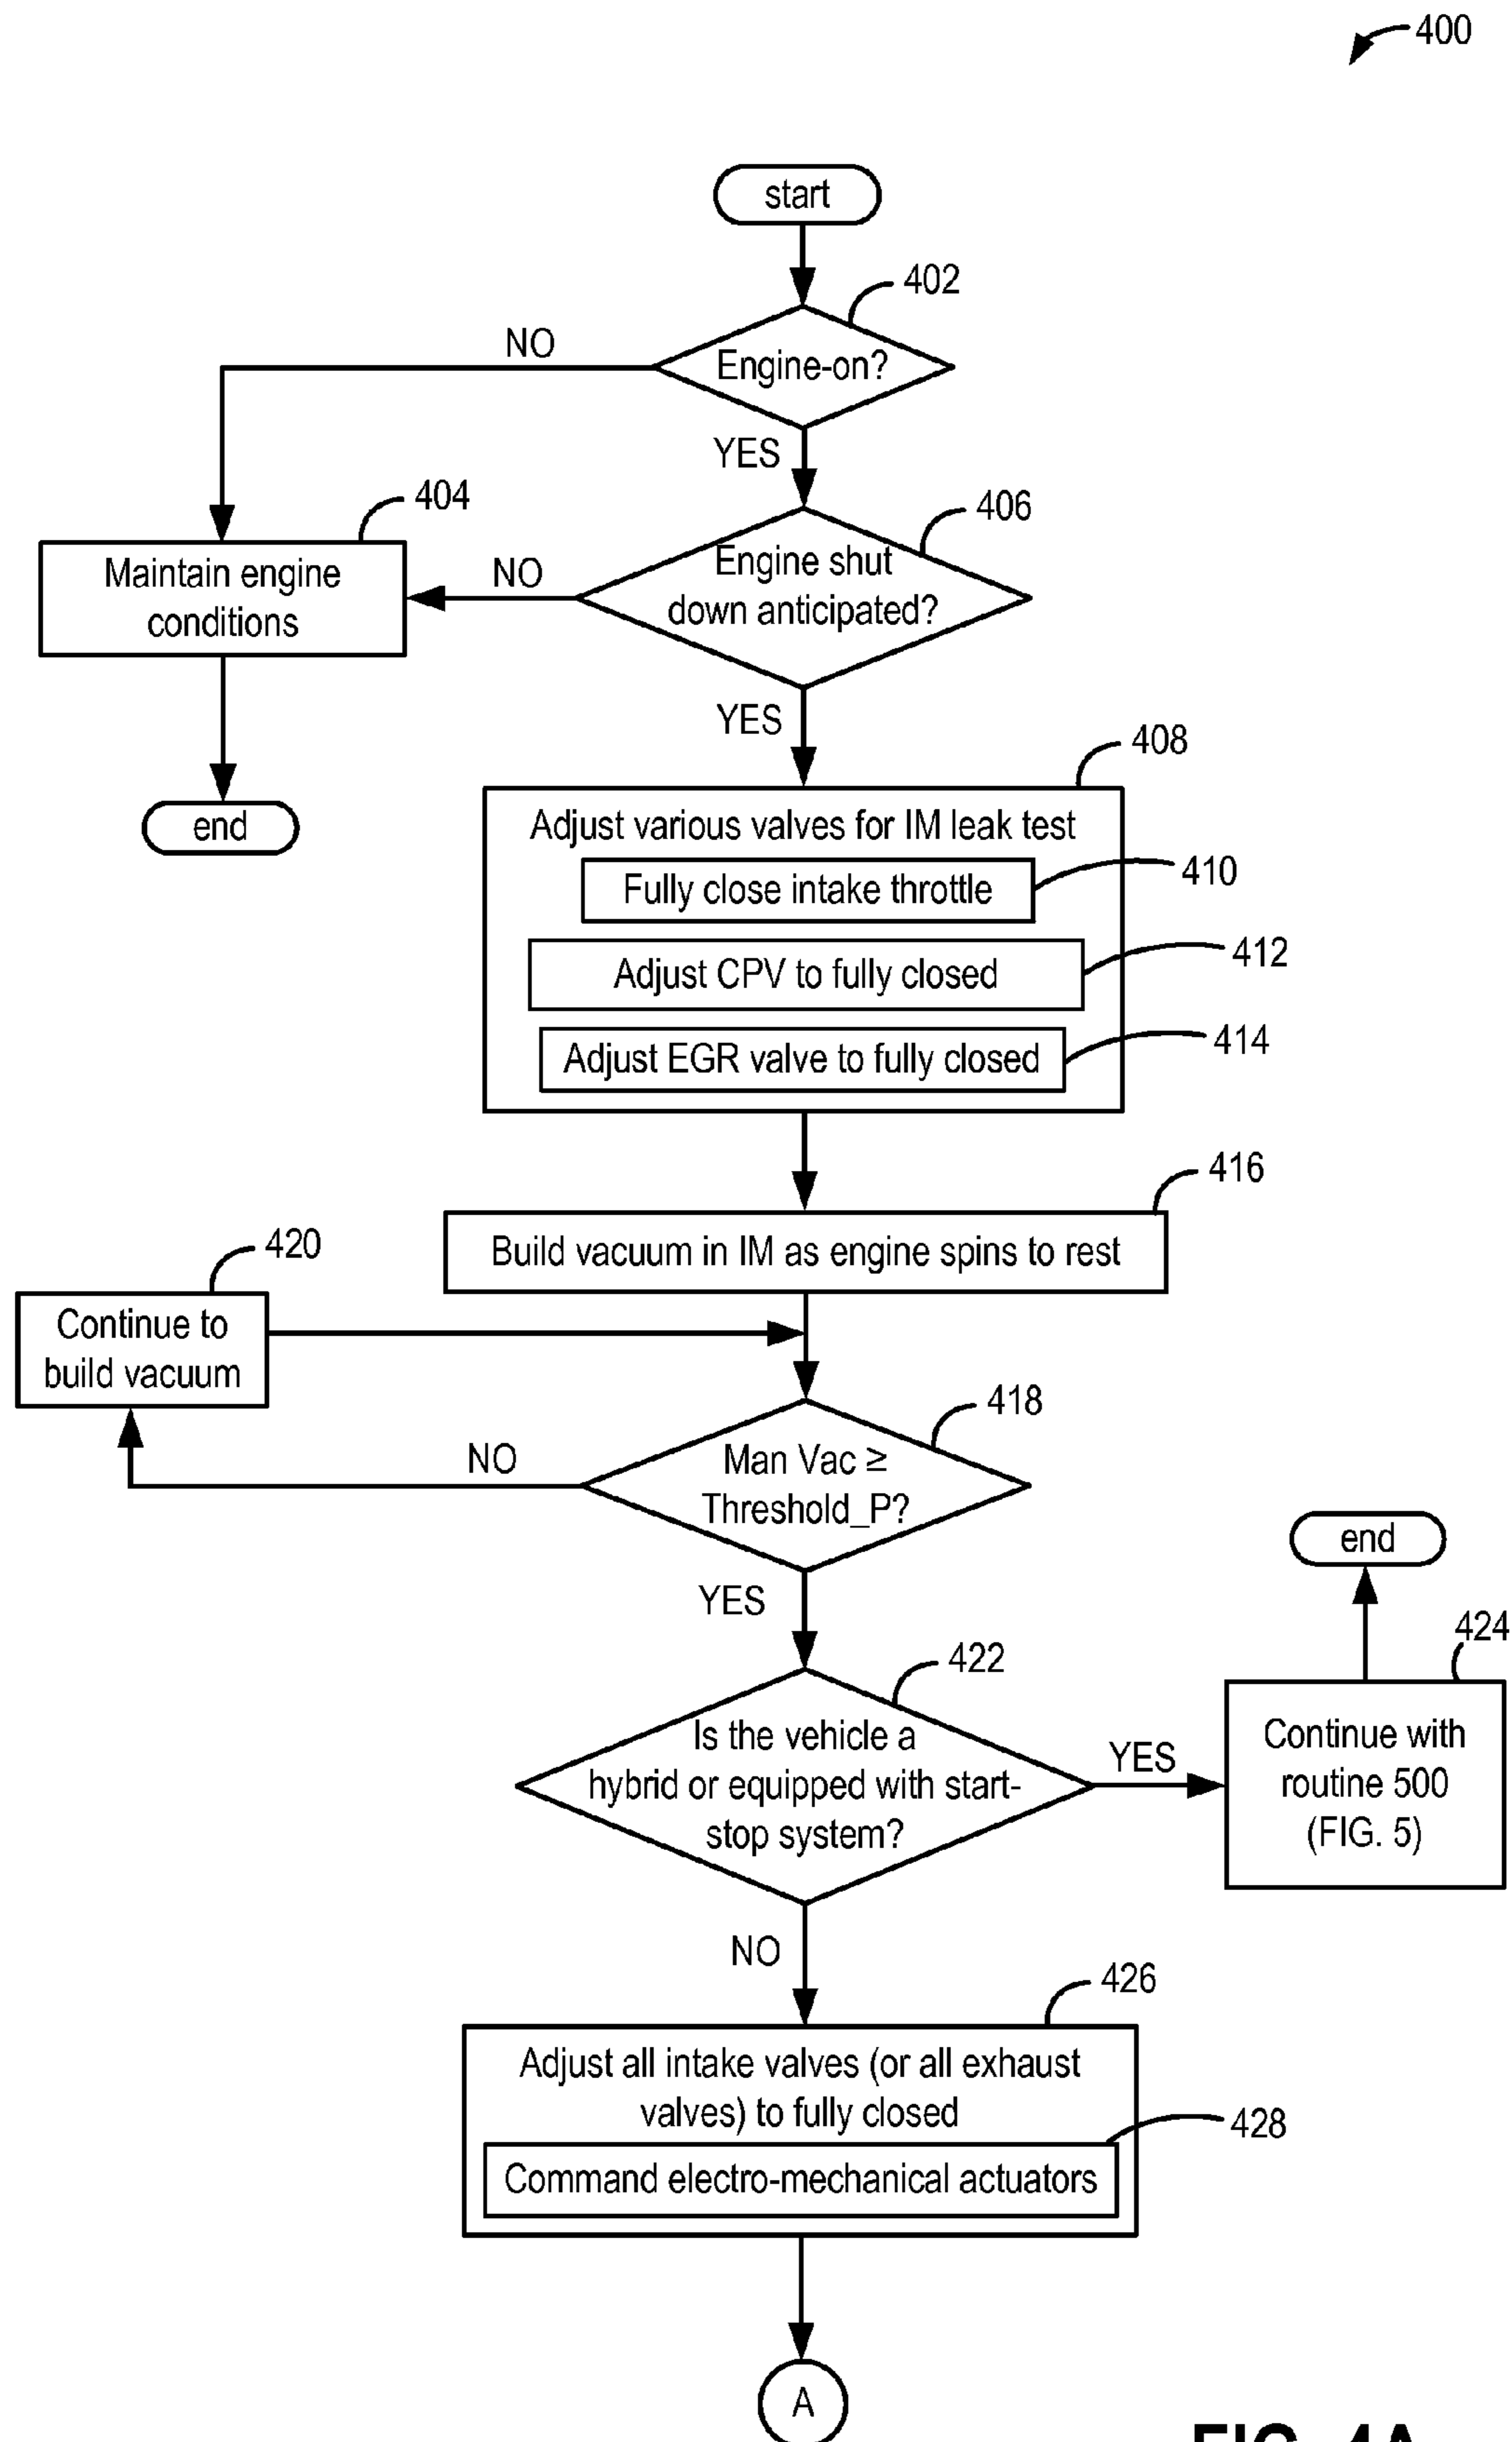 400
start
402
Engine-on?
NO
YES
404
406
Maintain engine
conditions
NO
Engine shut
down anticipated?
YES
end
408
Adjust various valves for IM leak test
Fully close intake throttle
410
Adjust CPV to fully closed
412
Adjust EGR valve to fully closed
414
416
Build vacuum in IM as engine spins to rest
420
Continue to
build vacuum
418
Man Vac ≥
Threshold_P?
NO
YES
end
424
422
Is the vehicle a
hybrid or equipped with start-
stop system?
YES
Continue with
routine 500
(FIG. 5)
NO
426
Adjust all intake valves (or all exhaust
valves) to fully closed
428
Command electro-mechanical actuators
A
FIG. 4A